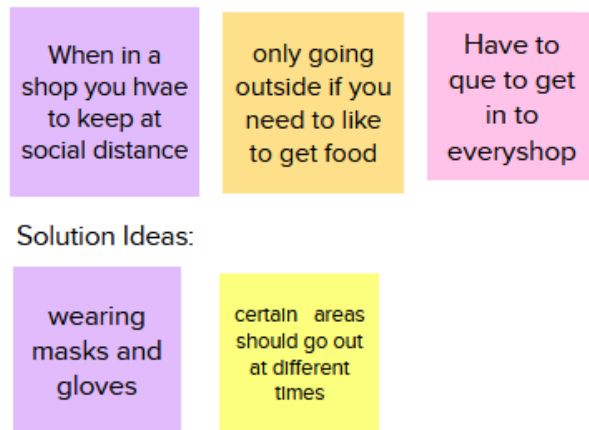 When in a
shop you hvae
to keep at
social distance
only going
outside if you
need to like
to get food
Have to
que to get
in to
everyshop
Solution Ideas:
wearing
masks and
gloves
certain areas
should go out
at different
times